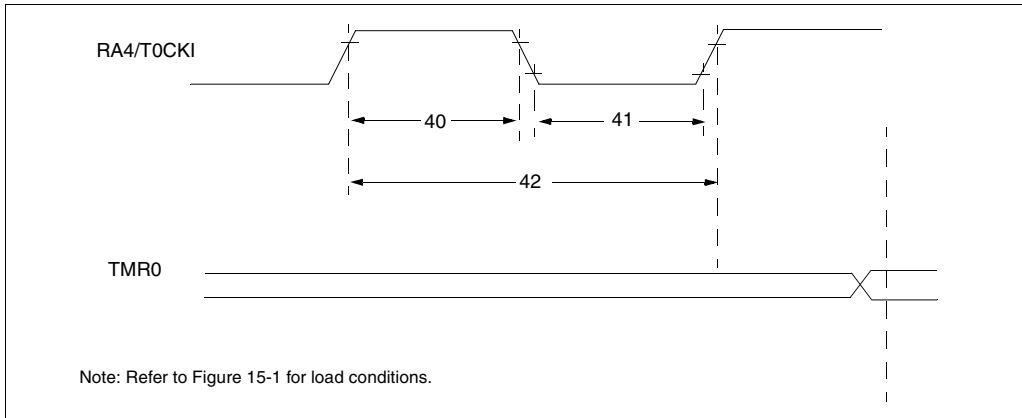 RA4/T0CKI
40
41
42
TMR0
Note: Refer to Figure 15-1 for load conditions.